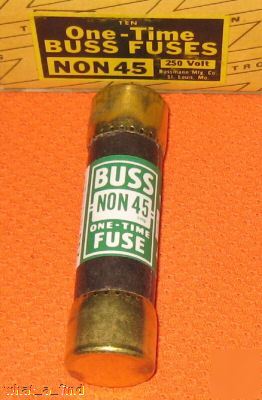 TEN
One-Time
BUSS FUSES
NON 45
250 Volt
Bussmann Mfg. Co.
St. Louis, Mo.
BUSS
NON 45
ONE-TIME
FUSE
what_a_find